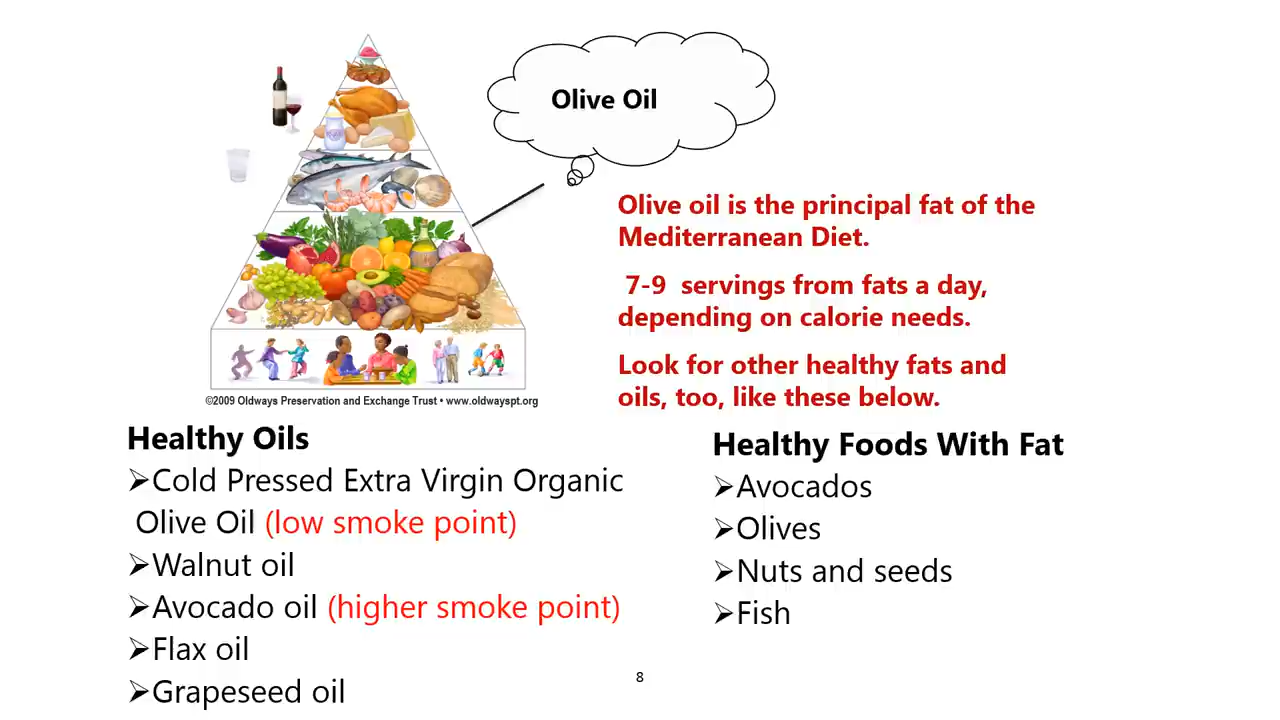 Olive Oil
Olive oil is the principal fat of the
Mediterranean Diet.
7-9 servings from fats a day,
depending on calorie needs.
Look for other healthy fats and
oils, too, like these below.
©2009 Oldways Preservation and Exchange Trust • www.oldwayspt.org
Healthy Oils
➢Cold Pressed Extra Virgin Organic
Olive Oil (low smoke point)
➢Walnut oil
➢Avocado oil (higher smoke point)
➢Flax oil
➢Grapeseed oil
Healthy Foods With Fat
➢Avocados
➢Olives
➢Nuts and seeds
➢Fish
8